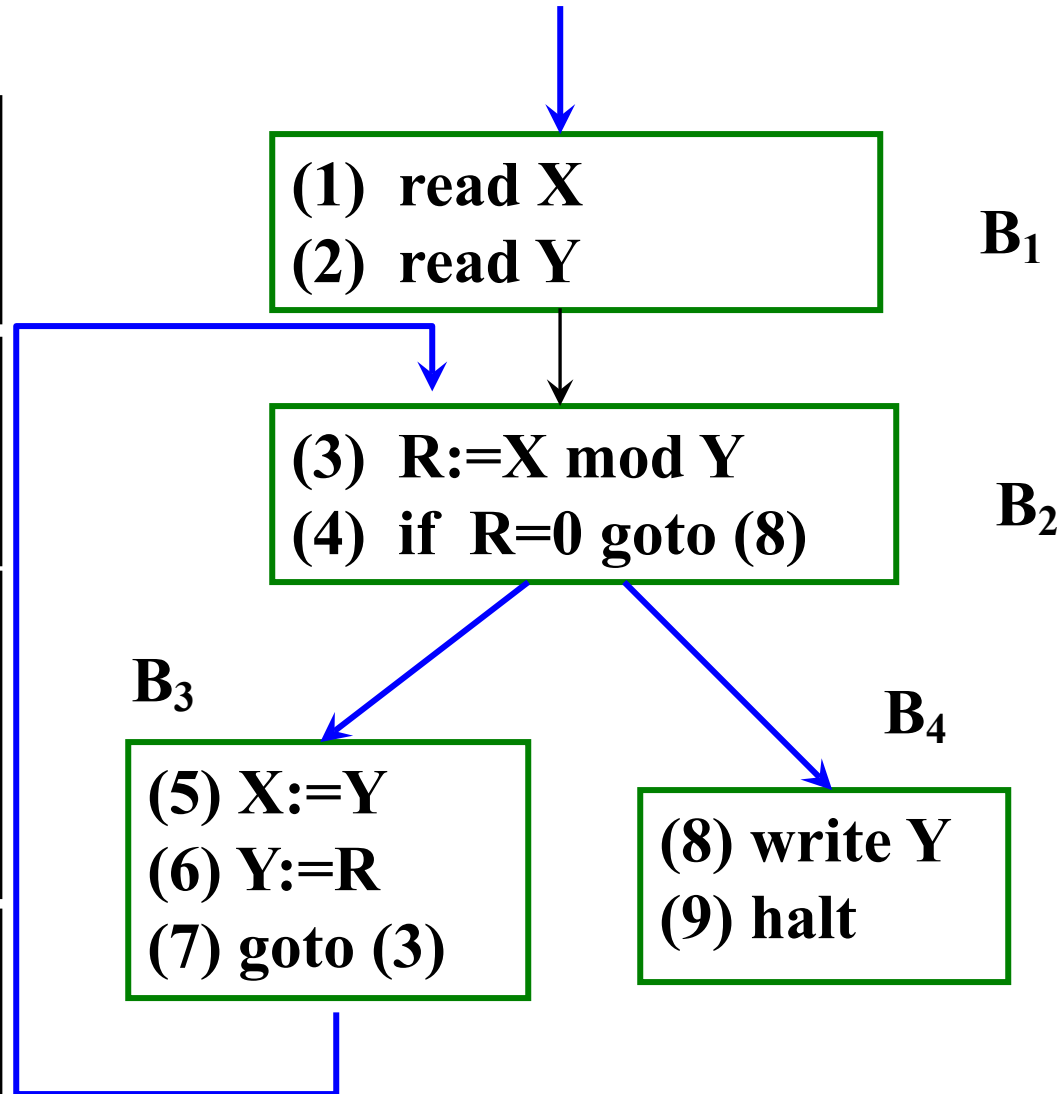 (1) read X
(2) read Y
B₁
(3) R:=X mod Y
(4) if R=0 goto (8)
B₂
B₃
(5) X:=Y
(6) Y:=R
(7) goto (3)
B₄
(8) write Y
(9) halt